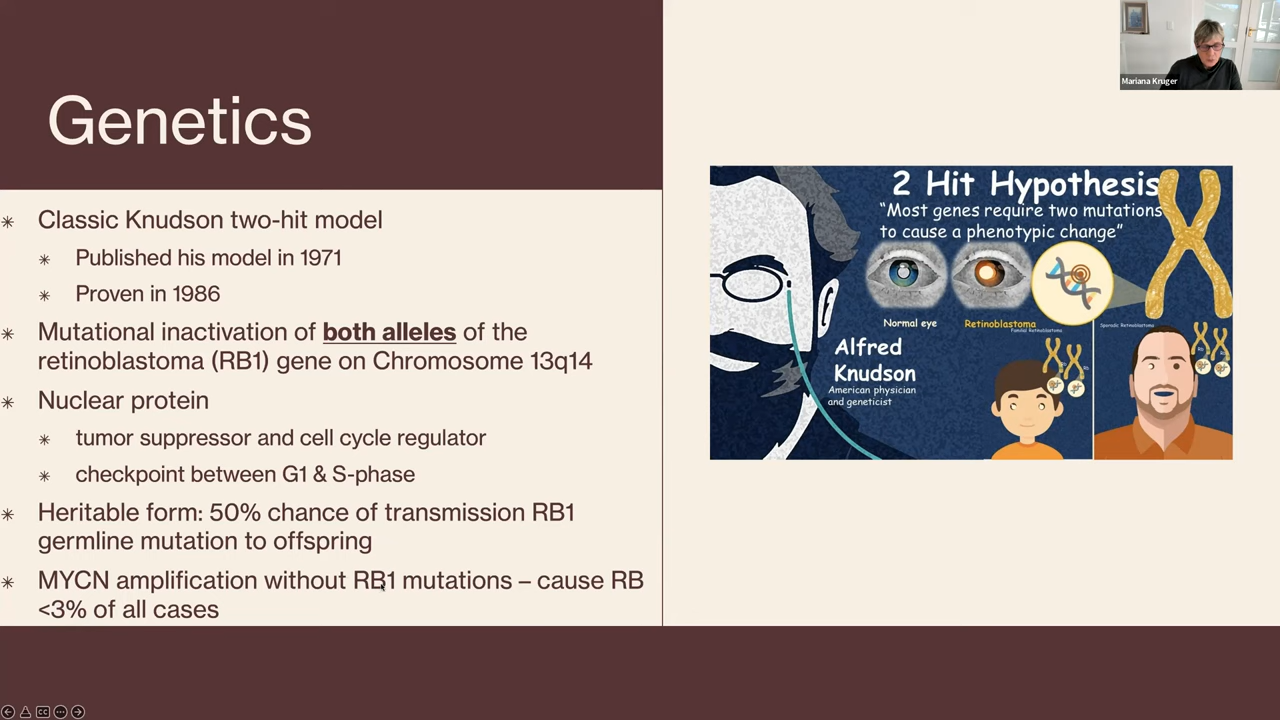 Genetics
Classic Knudson two-hit model
Published his model in 1971
Proven in 1986
Mutational inactivation of both alleles of the
retinoblastoma (RB1) gene on Chromosome 13q14
Nuclear protein
tumor suppressor and cell cycle regulator
checkpoint between G1 & S-phase
Heritable form: 50% chance of transmission RB1
germline mutation to offspring
MYCN amplification without RB1 mutations – cause RB
<3% of all cases
2 Hit Hypothesis
“Most genes require two mutations
to cause a phenotypic change”
Normal eye
Retinoblastoma
Familial Retinoblastoma
Sporadic Retinoblastoma
Alfred
Knudson
American physician
and geneticist
Mariana Kruger